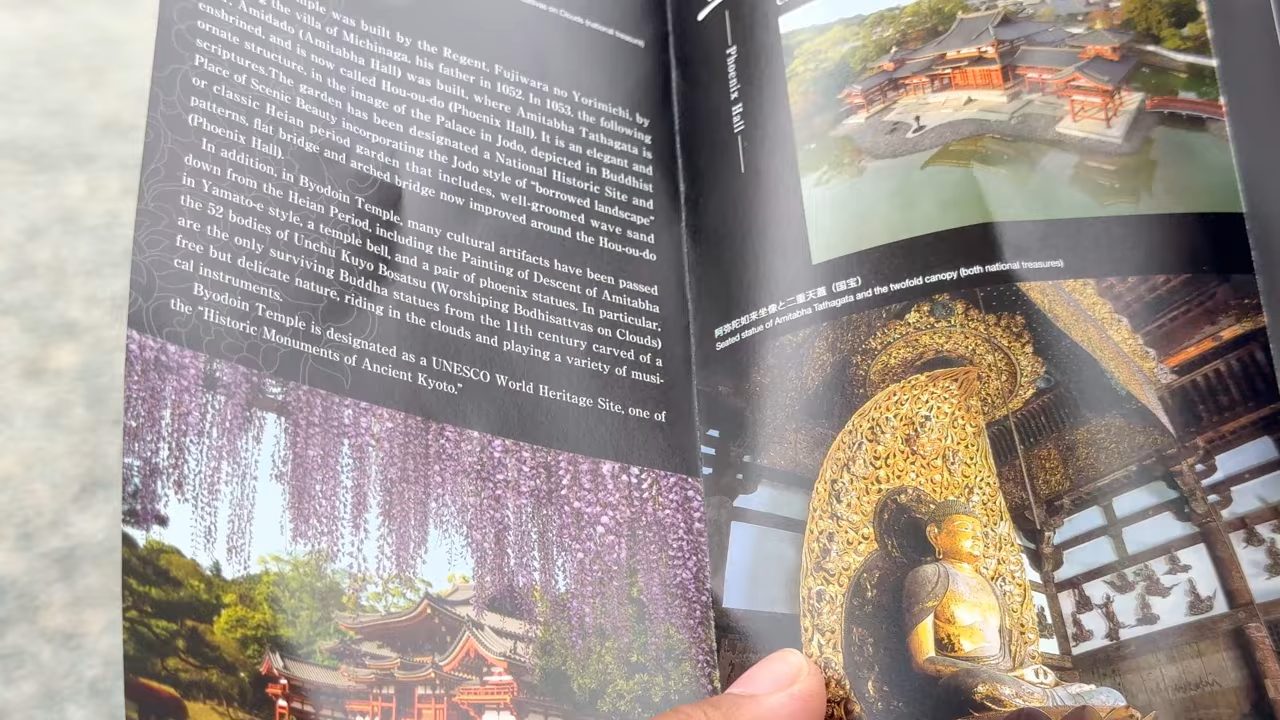 mple was built by the Regent, Fujiwara no Yorimichi, by
the villa of Michinaga, his father in 1052. In 1053, the following
Amidado (Amitabha Hall) was built, where Amitabha Tathagata is
enshrined, and is now called Hou-ou-do (Phoenix Hall). It is an elegant and
ornate structure, in the image of the Palace in Jodo, depicted in Buddhist
scriptures.The garden has been designated a National Historic Site and
Place of Scenic Beauty incorporating the Jodo style of "borrowed landscape"
or classic Heian period garden that includes, well-groomed wave sand
patterns, flat bridge and arched bridge now improved around the Hou-ou-do
(Phoenix Hall).
In addition, in Byodoin Temple, many cultural artifacts have been passed
down from the Heian Period, including the Painting of Descent of Amitabha
in Yamato-e style, a temple bell, and a pair of phoenix statues. In particular,
the 52 bodies of Unchu Kuyo Bosatsu (Worshiping Bodhisattvas on Clouds)
are the only surviving Buddha statues from the 11th century carved of a
free but delicate nature, riding in the clouds and playing a variety of musi-
cal instruments.
Byodoin Temple is designated as a UNESCO World Heritage Site, one of
the "Historic Monuments of Ancient Kyoto."
on Clouds (national treasure)
Phoenix Hall
阿弥陀如来坐像と二重天蓋（国宝）
Seated statue of Amitabha Tathagata and the twofold canopy (both national treasures)